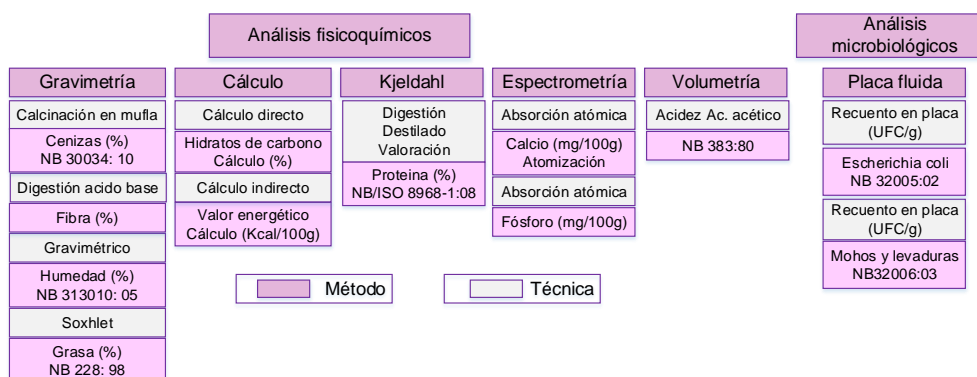 Análisis fisicoquímicos
Análisis
microbiológicos
Gravimetría
Calcinación en mufla
Cenizas (%)
NB 30034: 10
Digestión acido base
Fibra (%)
Gravimétrico
Humedad (%)
NB 313010: 05
Soxhlet
Grasa (%)
NB 228: 98
Cálculo
Cálculo directo
Hidratos de carbono
Cálculo (%)
Cálculo indirecto
Valor energético
Cálculo (Kcal/100g)
Kjeldahl
Digestión
Destilado
Valoración
Proteina (%)
NB/ISO 8968-1:08
Espectrometría
Absorción atómica
Calcio (mg/100g)
Atomización
Absorción atómica
Fósforo (mg/100g)
Volumetría
Acidez Ac. acético
NB 383:80
Placa fluida
Recuento en placa
(UFC/g)
Escherichia coli
NB 32005:02
Recuento en placa
(UFC/g)
Mohos y levaduras
NB32006:03
Método
Técnica